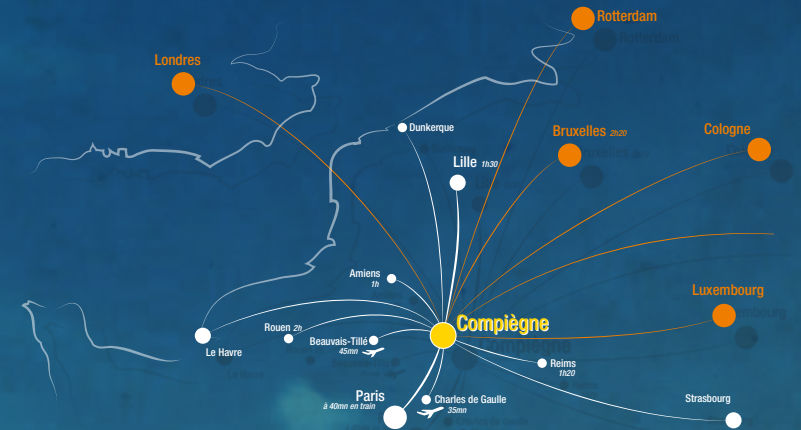 Rotterdam
Londres
Dunkerque
Bruxelles 2h20
Cologne
Lille 1h30
Amiens
1h
Luxembourg
Compiègne
Rouen 2h
Beauvais-Tillé
45mn
Le Havre
Reims
1h20
Paris
à 40mn en train
Charles de Gaulle
35mn
Strasbourg